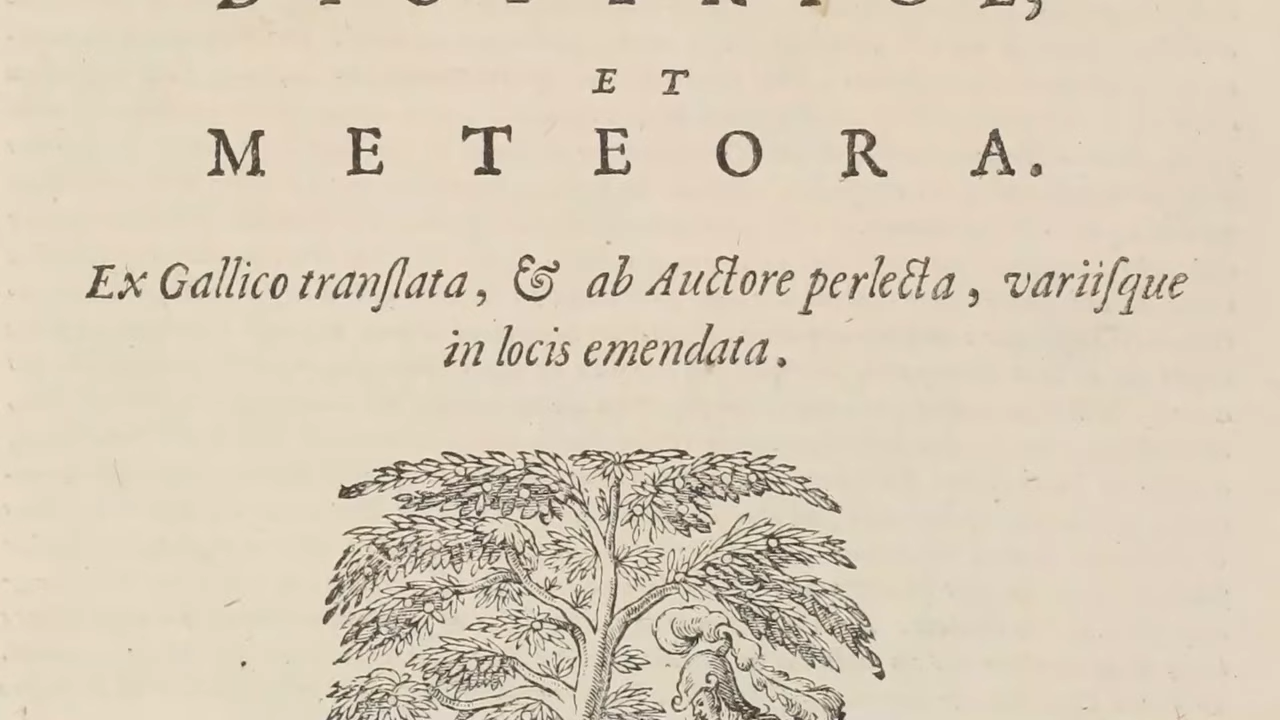 ET
METEORA.
Ex Gallico tranſlata, & ab Auctore perlecta, variiſque
in locis emendata.